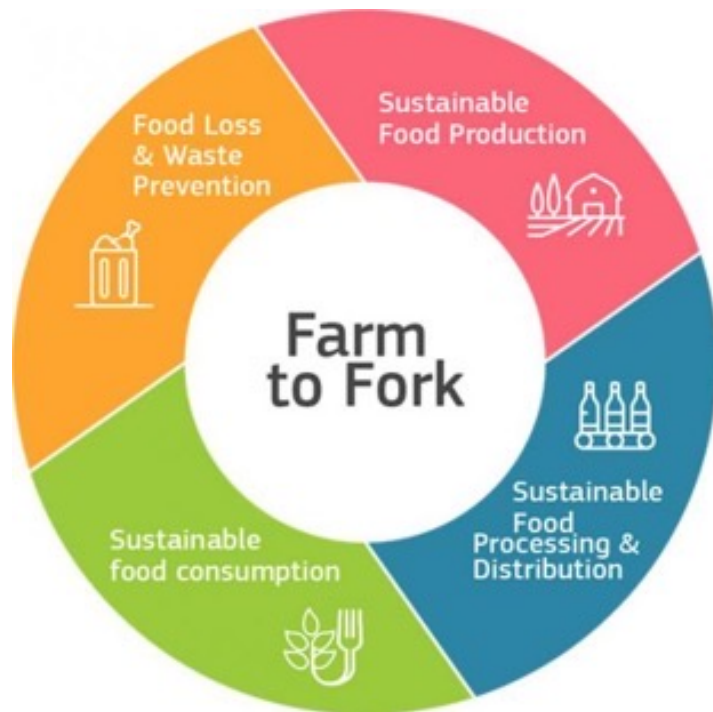 Food Loss
& Waste
Prevention
Sustainable
Food Production
Farm
to Fork
Sustainable
Food
Processing &
Distribution
Sustainable
food consumption